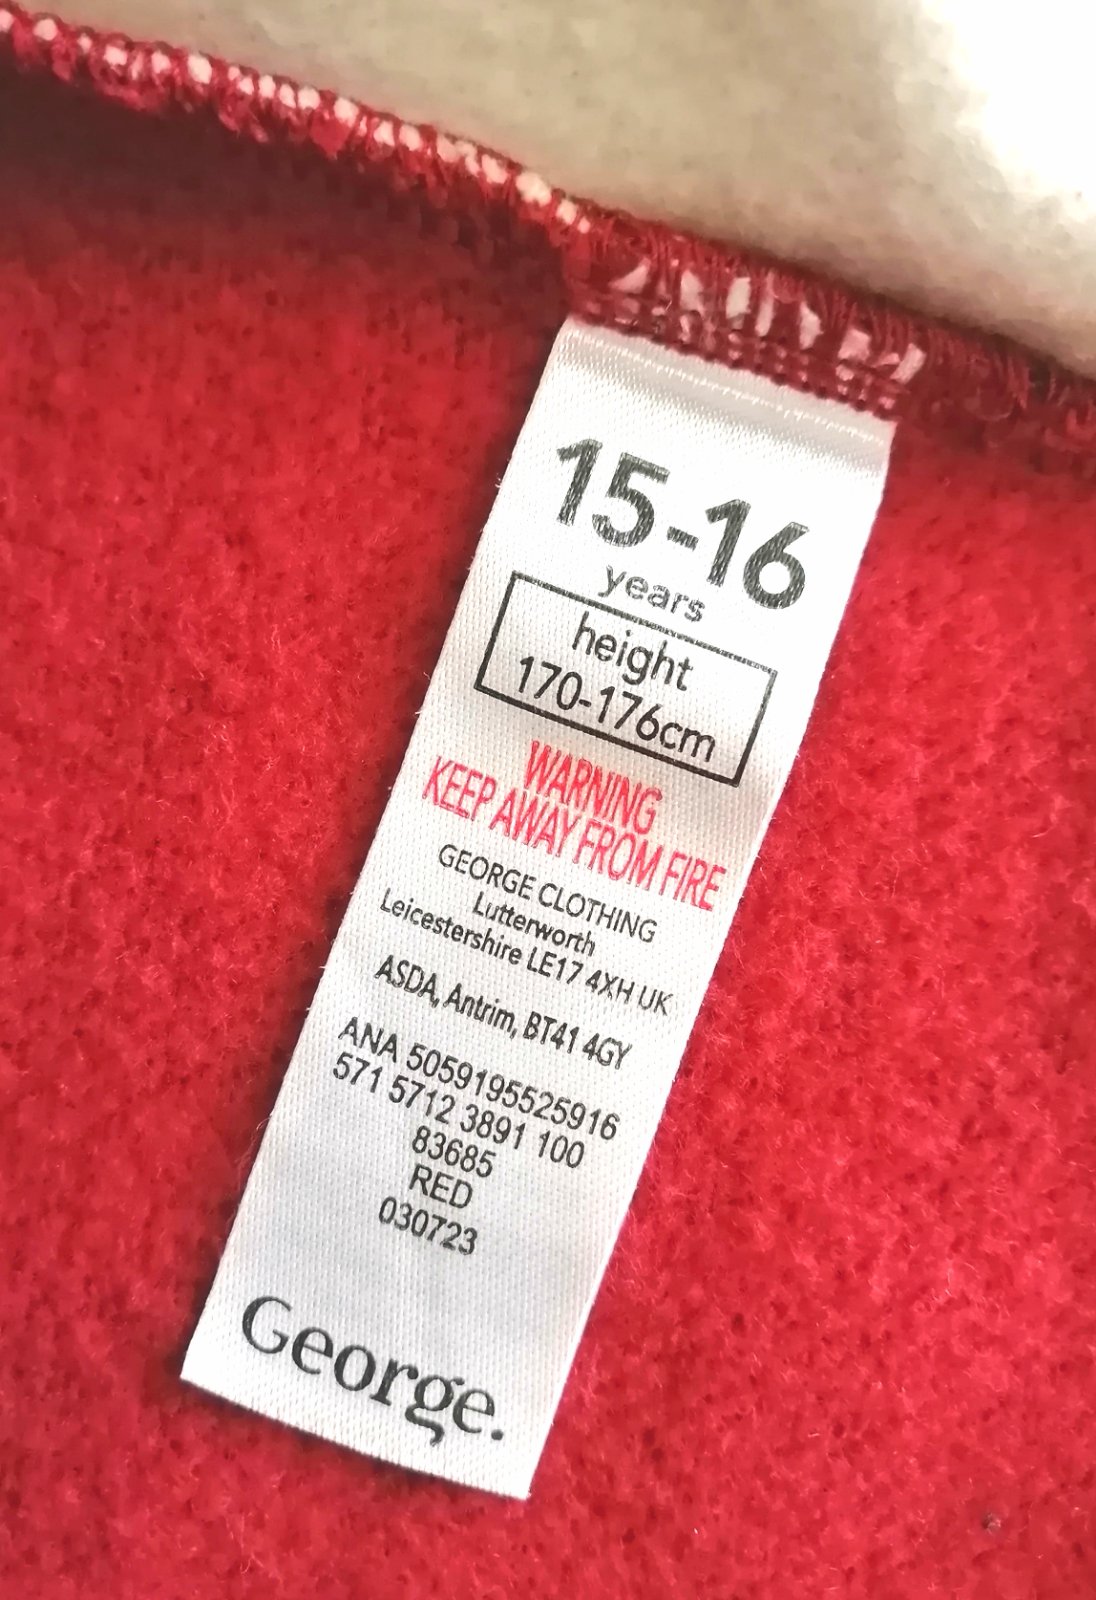 15-16
years
height
170-176cm
WARNING
KEEP AWAY FROM FIRE
GEORGE CLOTHING
Lutterworth
Leicestershire LE17 4XH UK
ASDA, Antrim, BT41 4GY
ANA 5059195525916
571 5712 3891 100
83685
RED
030723
George.